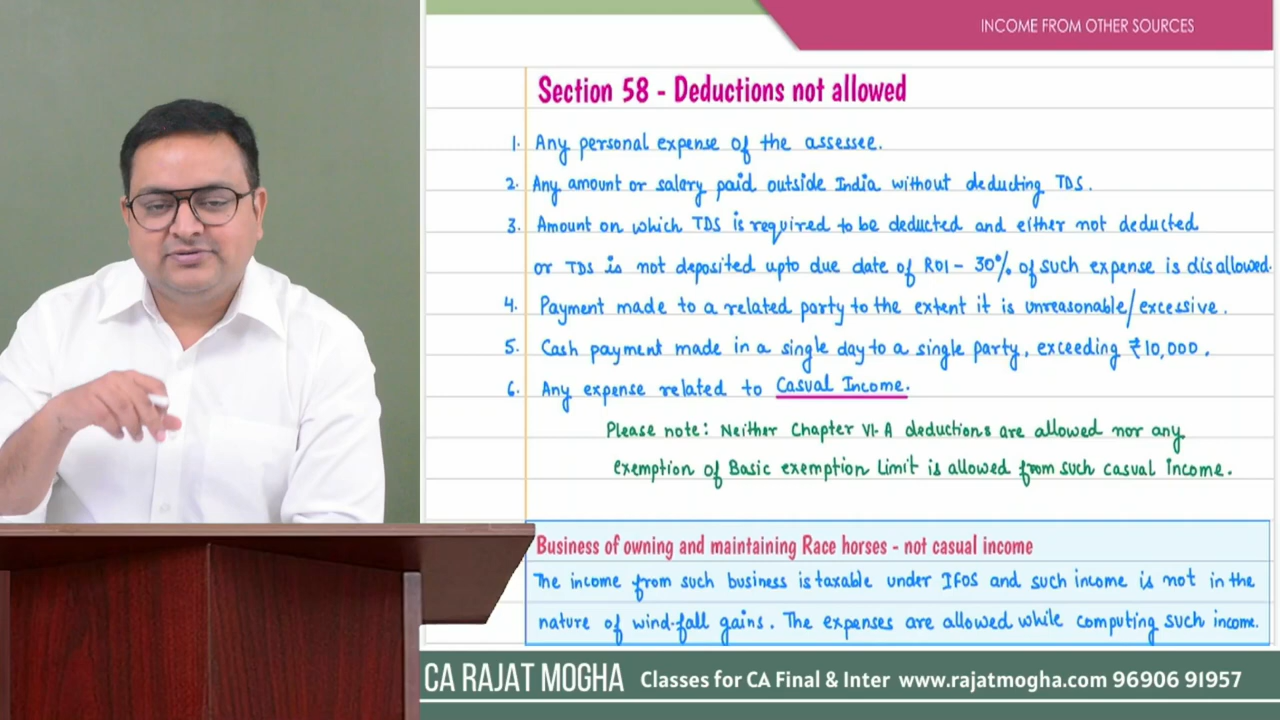 INCOME FROM OTHER SOURCES
Section 58 - Deductions not allowed
1. Any personal expense of the assessee.
2. Any amount or salary paid outside India without deducting TDS.
3. Amount on which TDS is required to be deducted and either not deducted
or TDS is not deposited upto due date of ROI - 30% of such expense is disallowed.
4. Payment made to a related party to the extent it is unreasonable/excessive.
5. Cash payment made in a single day to a single party, exceeding ₹10,000.
6. Any expense related to Casual Income.
Please note: Neither Chapter VI-A deductions are allowed nor any
exemption of Basic exemption Limit is allowed from such casual Income.
Business of owning and maintaining Race horses - not casual income
The income from such business is taxable under IFOS and such income is not in the
nature of wind-fall gains. The expenses are allowed while computing such income.
CA RAJAT MOGHA Classes for CA Final & Inter www.rajatmogha.com 96906 91957